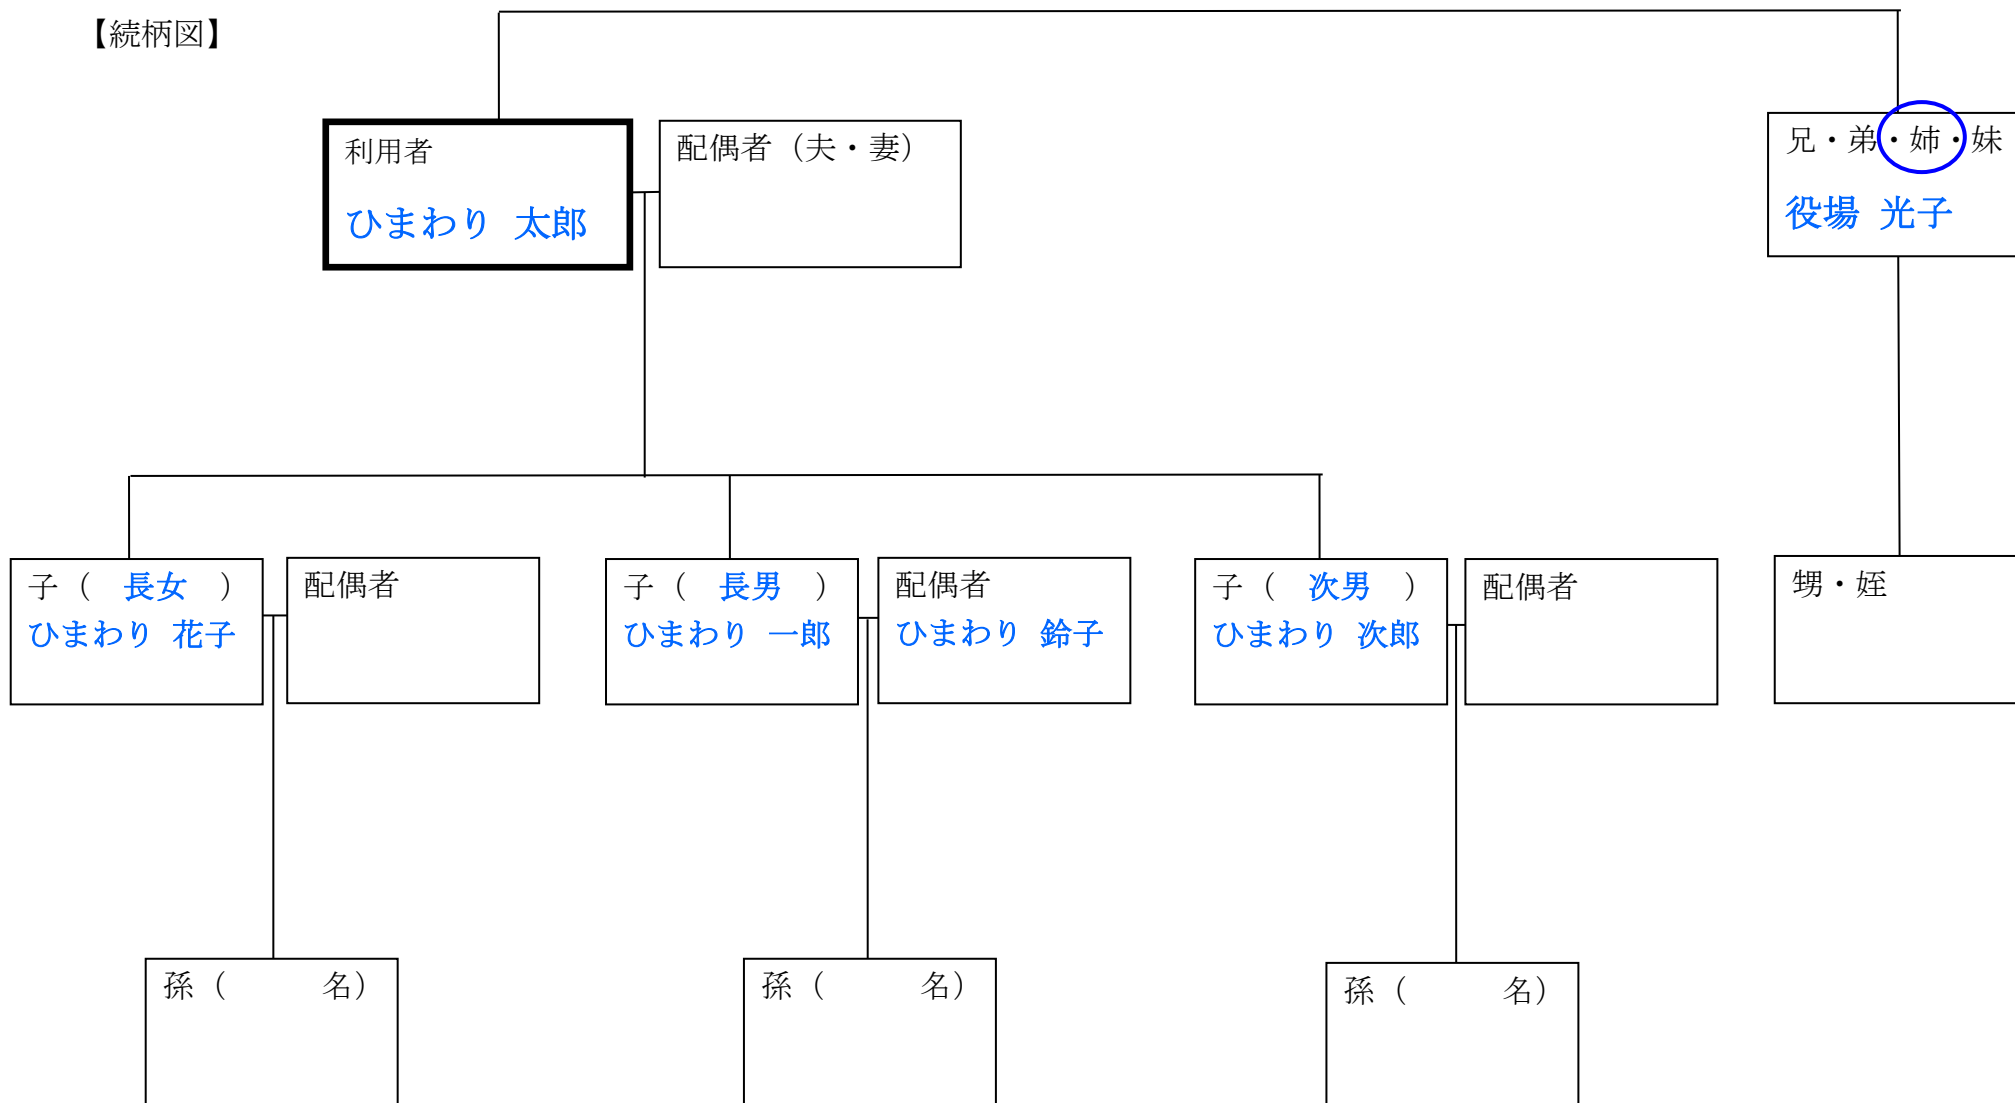 【続柄図】
利用者
ひまわり 太郎
配偶者（夫・妻）
兄・弟・姉・妹
役場 光子
子（ 長女 ）
ひまわり 花子
配偶者
子（ 長男 ）
ひまわり 一郎
配偶者
ひまわり 鈴子
子（ 次男 ）
ひまわり 次郎
配偶者
甥・姪
孫（　　　名）
孫（　　　名）
孫（　　　名）